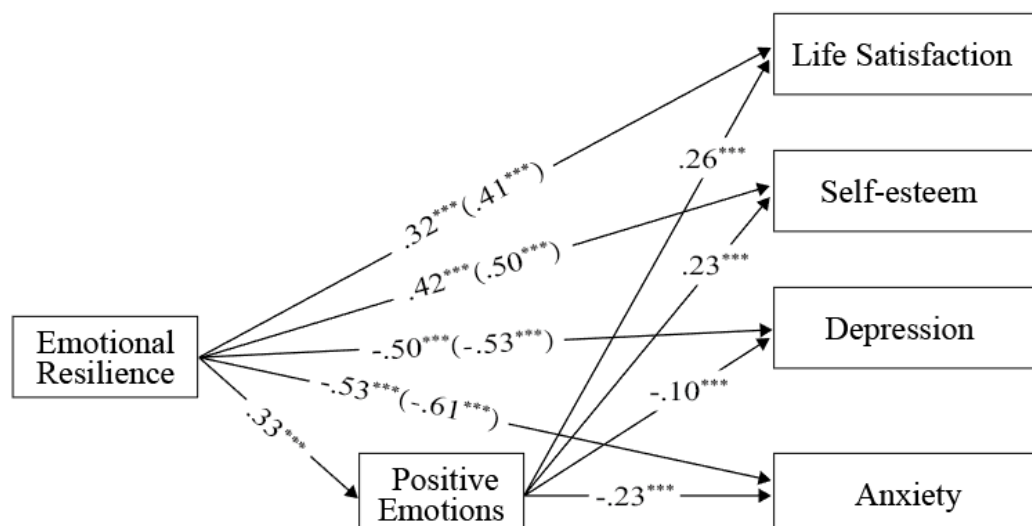 Life Satisfaction
.26***
.32***(.41***)
Self-esteem
.23***
.42***(.50***)
Emotional
Resilience
-.50***(-.53***)
Depression
-.53***(-.61***)
-.10***
.33***
Positive
Emotions
-.23***
Anxiety